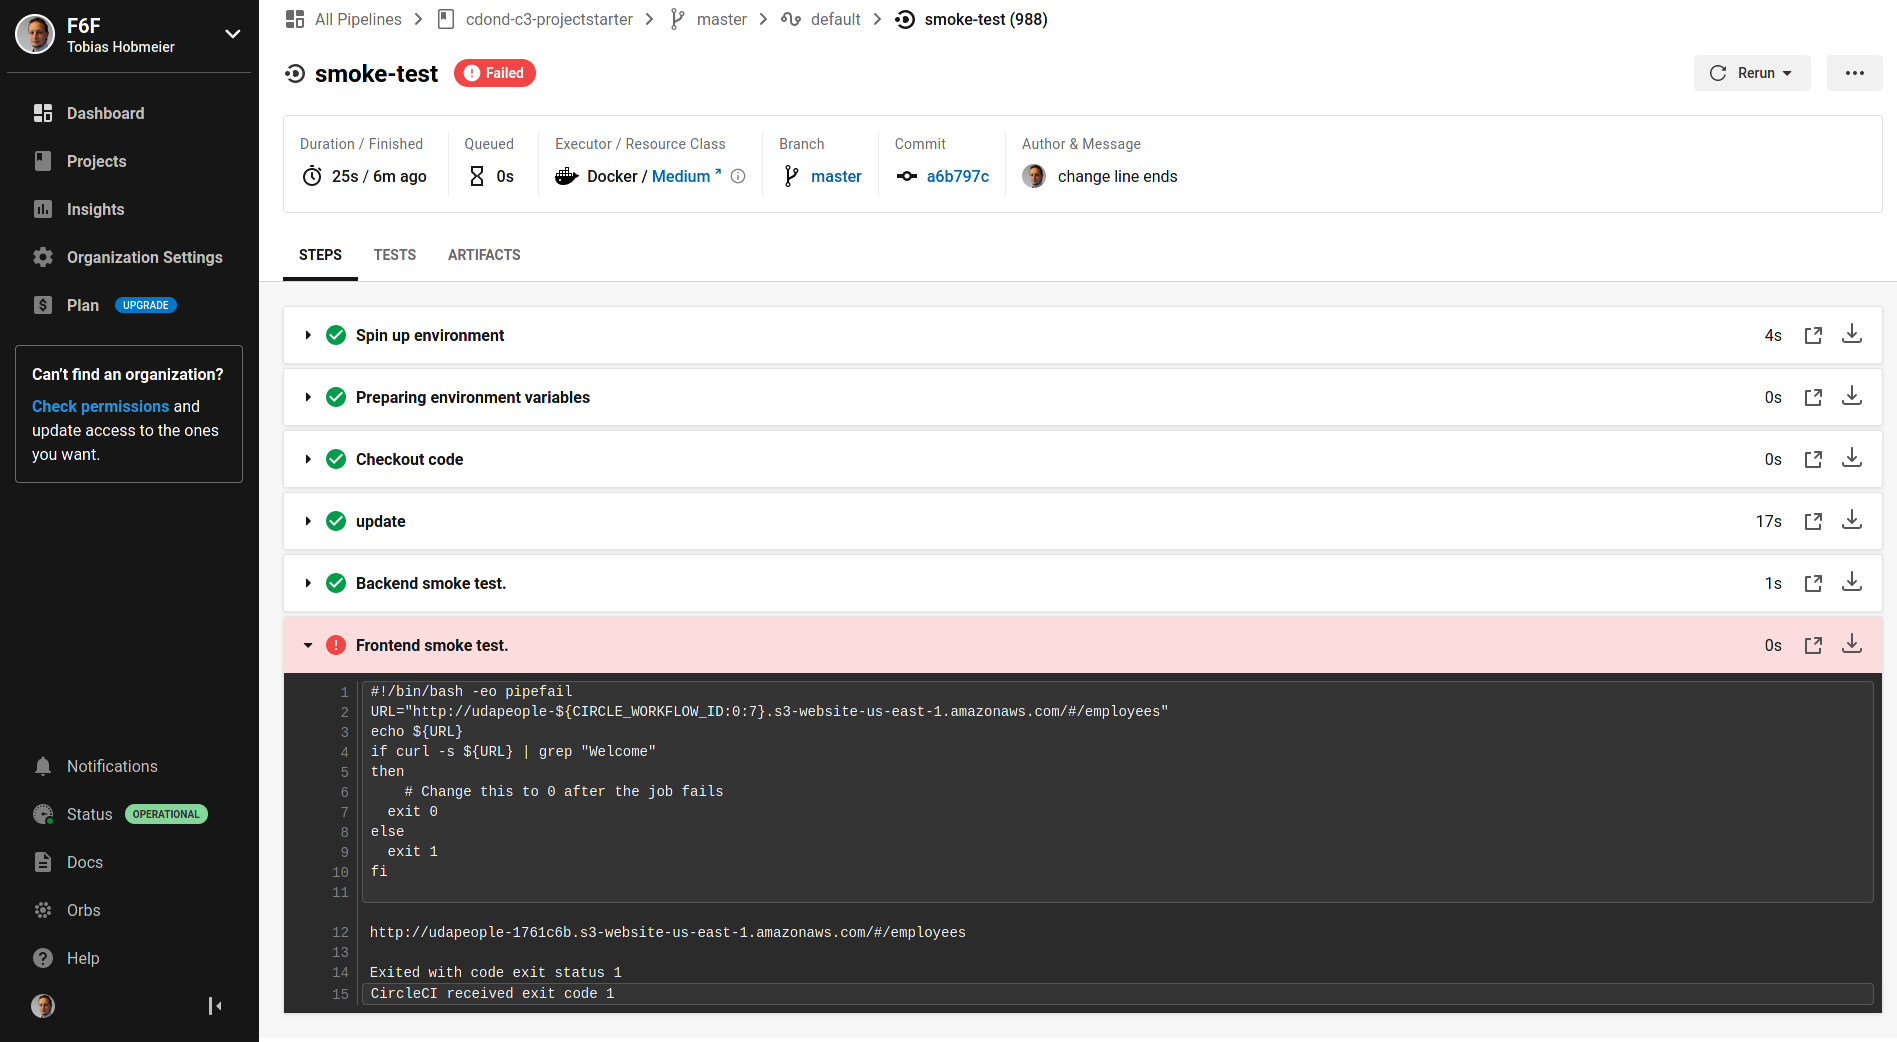 F6F
Tobias Hobmeier
Dashboard
Projects
Insights
Organization Settings
Plan UPGRADE
Can't find an organization?
Check permissions and
update access to the ones
you want.
Notifications
Status OPERATIONAL
Docs
Orbs
Help
All Pipelines cdond-c3-projectstarter master default smoke-test (988)
smoke-test Failed
Rerun
Duration / Finished
25s / 6m ago
Queued
0s
Executor / Resource Class
Docker / Medium
Branch
master
Commit
a6b797c
Author & Message
change line ends
STEPS TESTS ARTIFACTS
Spin up environment 4s
Preparing environment variables 0s
Checkout code 0s
update 17s
Backend smoke test. 1s
Frontend smoke test. 0s
1 #!/bin/bash -eo pipefail
2 URL="http://udapeople-${CIRCLE_WORKFLOW_ID:0:7}.s3-website-us-east-1.amazonaws.com/#/employees"
3 echo ${URL}
4 if curl -s ${URL} | grep "Welcome"
5 then
6 # Change this to 0 after the job fails
7 exit 0
8 else
9 exit 1
10 fi
11
12 http://udapeople-1761c6b.s3-website-us-east-1.amazonaws.com/#/employees
13
14 Exited with code exit status 1
15 CircleCI received exit code 1